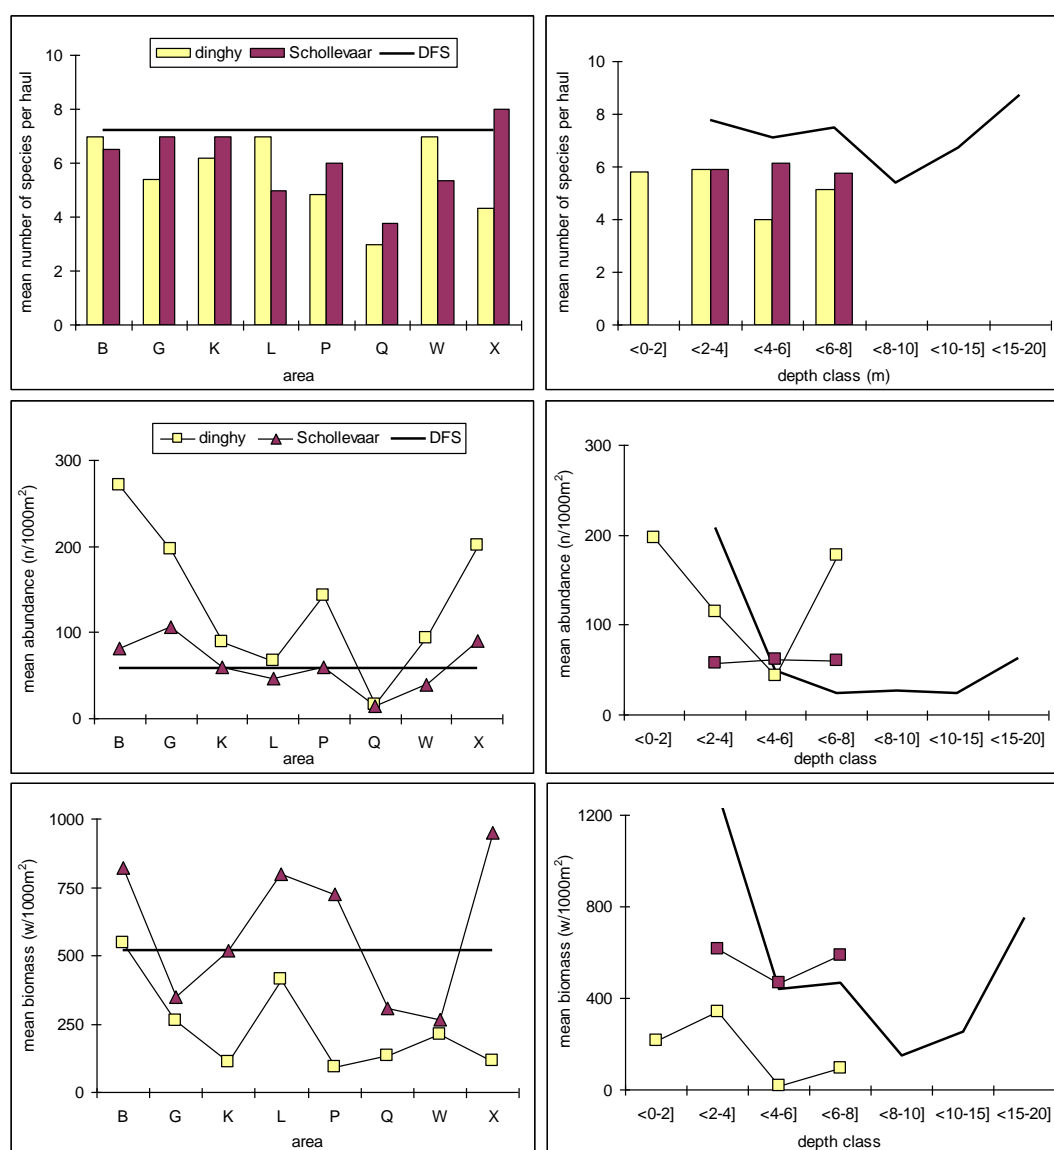 dinghy Schollevaar DFS
mean number of species per haul
10
8
6
4
2
0
B G K L P Q W X
area
mean number of species per haul
10
8
6
4
2
0
<0-2] <2-4] <4-6] <6-8] <8-10] <10-15] <15-20]
depth class (m)
dinghy Schollevaar DFS
mean abundance (n/1000m²)
300
200
100
0
B G K L P Q W X
area
mean abundance (n/1000m²)
300
200
100
0
<0-2] <2-4] <4-6] <6-8] <8-10] <10-15] <15-20]
depth class
mean biomass (w/1000m²)
1000
750
500
250
0
B G K L P Q W X
area
mean biomass (w/1000m²)
1200
800
400
0
<0-2] <2-4] <4-6] <6-8] <8-10] <10-15] <15-20]
depth class